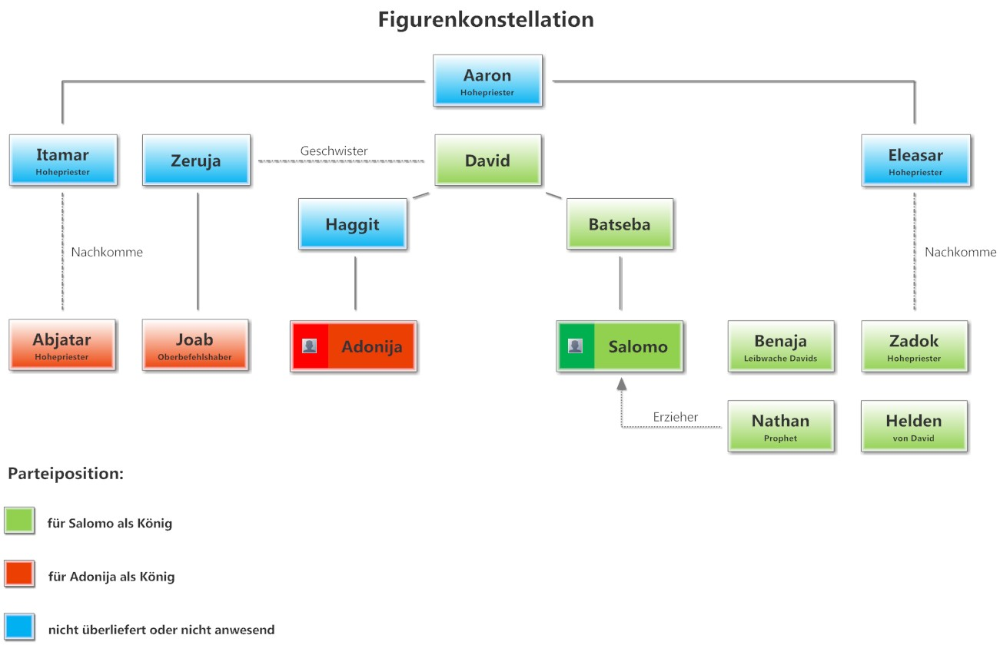 Figurenkonstellation
Aaron
Hohepriester
Itamar
Hohepriester
Zeruja
Geschwister
David
Eleasar
Hohepriester
Haggit
Batseba
Nachkomme
Nachkomme
Abjatar
Hohepriester
Joab
Oberbefehlshaber
Adonija
Salomo
Benaja
Leibwache Davids
Zadok
Hohepriester
Erzieher
Nathan
Prophet
Helden
von David
Parteiposition:
für Salomo als König
für Adonija als König
nicht überliefert oder nicht anwesend